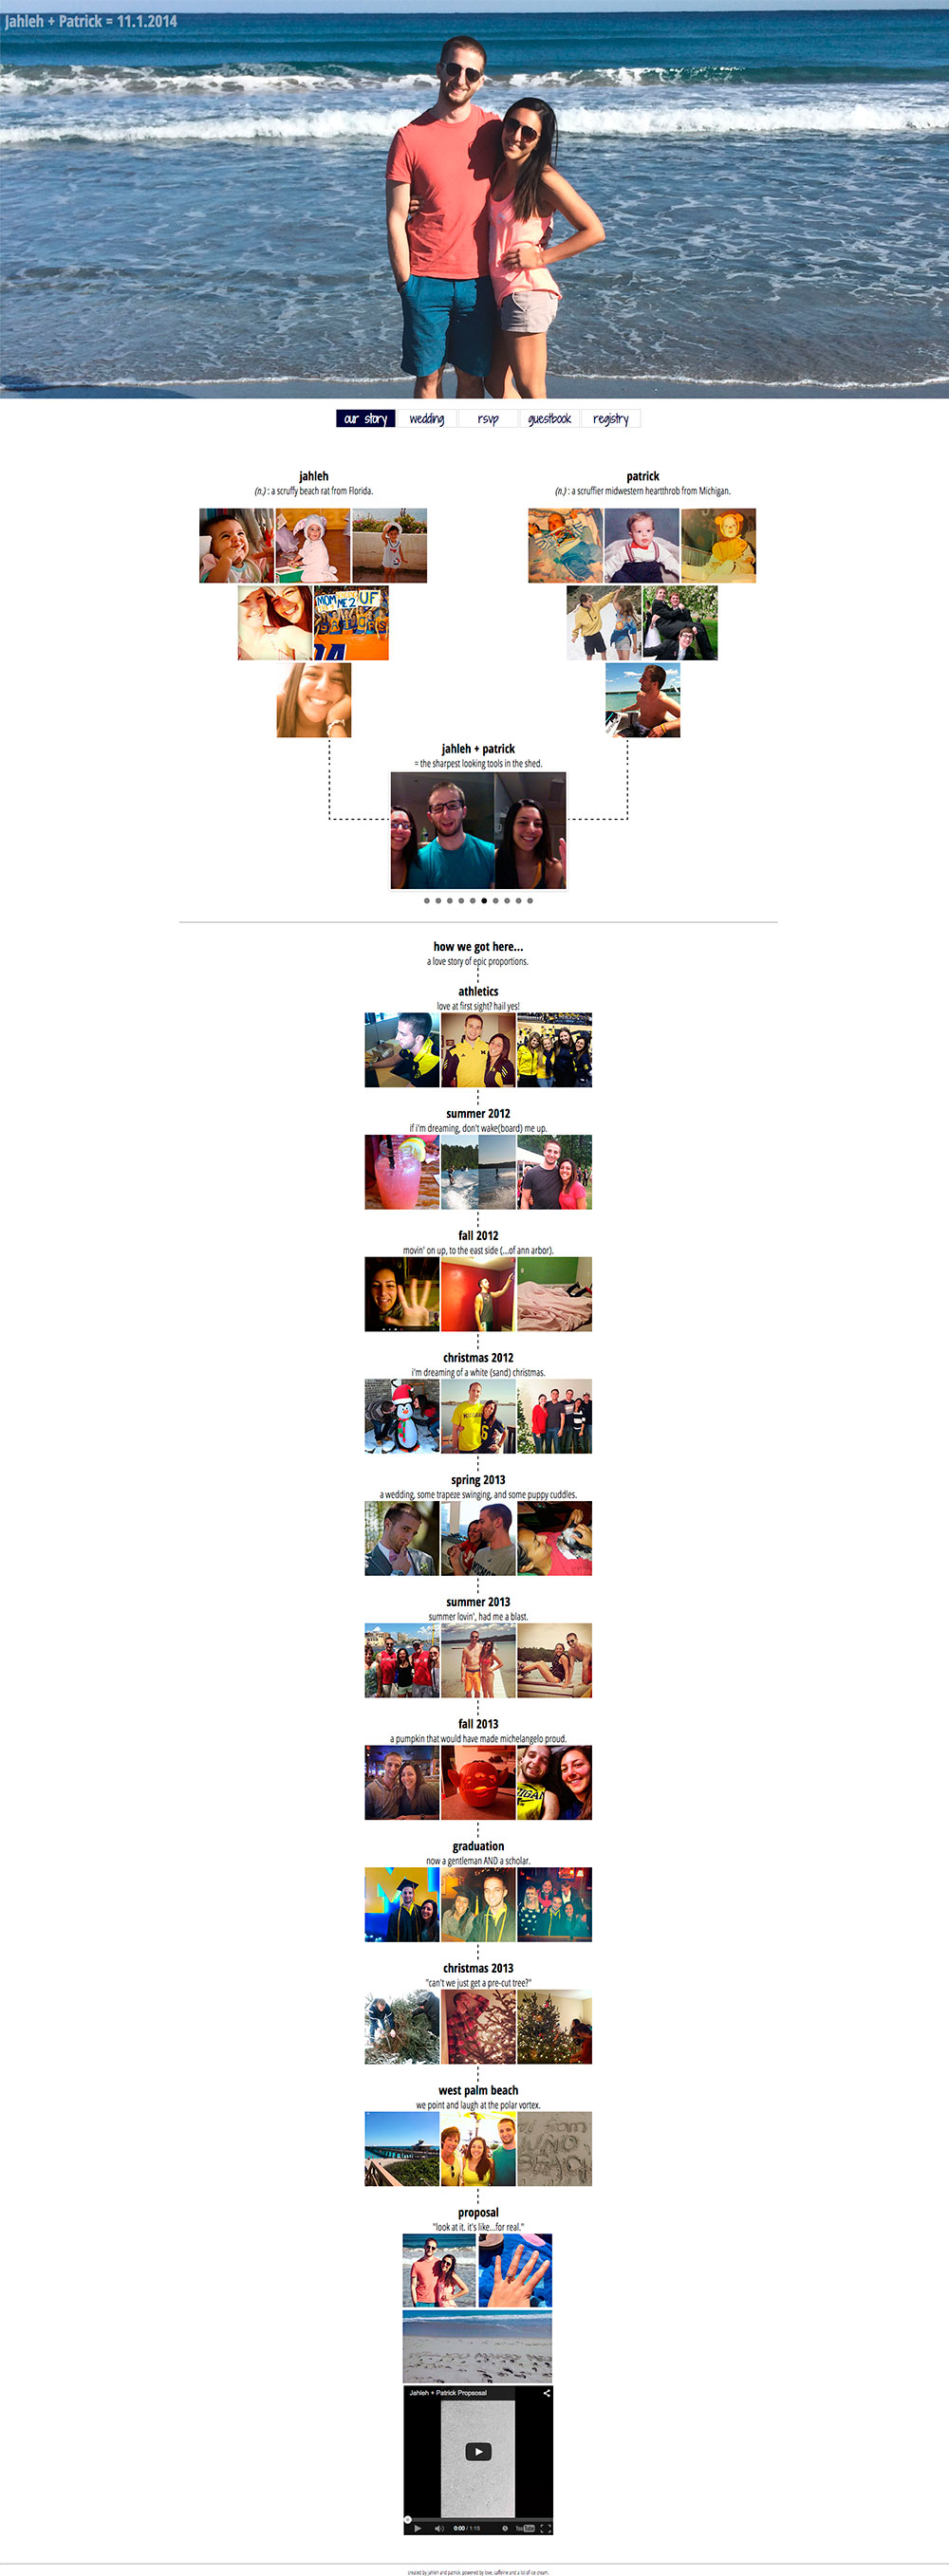 Jahleh + Patrick = 11.1.2014
our story
wedding
rsvp
guestbook
registry
jahleh
(n.) : a scruffy beach rat from Florida.
patrick
(n.) : a scruffier midwestern heartthrob from Michigan.
MOM
ME 2
UF
jahleh + patrick
= the sharpest looking tools in the shed.
how we got here...
a love story of epic proportions.
athletics
love at first sight? hail yes!
summer 2012
if i'm dreaming, don't wake(board) me up.
fall 2012
movin' on up, to the east side (...of ann arbor).
christmas 2012
i'm dreaming of a white (sand) christmas.
spring 2013
a wedding, some trapeze swinging, and some puppy cuddles.
summer 2013
summer lovin', had me a blast.
fall 2013
a pumpkin that would have made michelangelo proud.
graduation
now a gentleman AND a scholar.
christmas 2013
"can't we just get a pre-cut tree?"
west palm beach
we point and laugh at the polar vortex.
proposal
"look at it. it's like...for real."
Jahleh + Patrick Propsosal
0:00 / 1:15
YouTube
created by jahleh and patrick. powered by love, caffeine and a lot of ice cream.